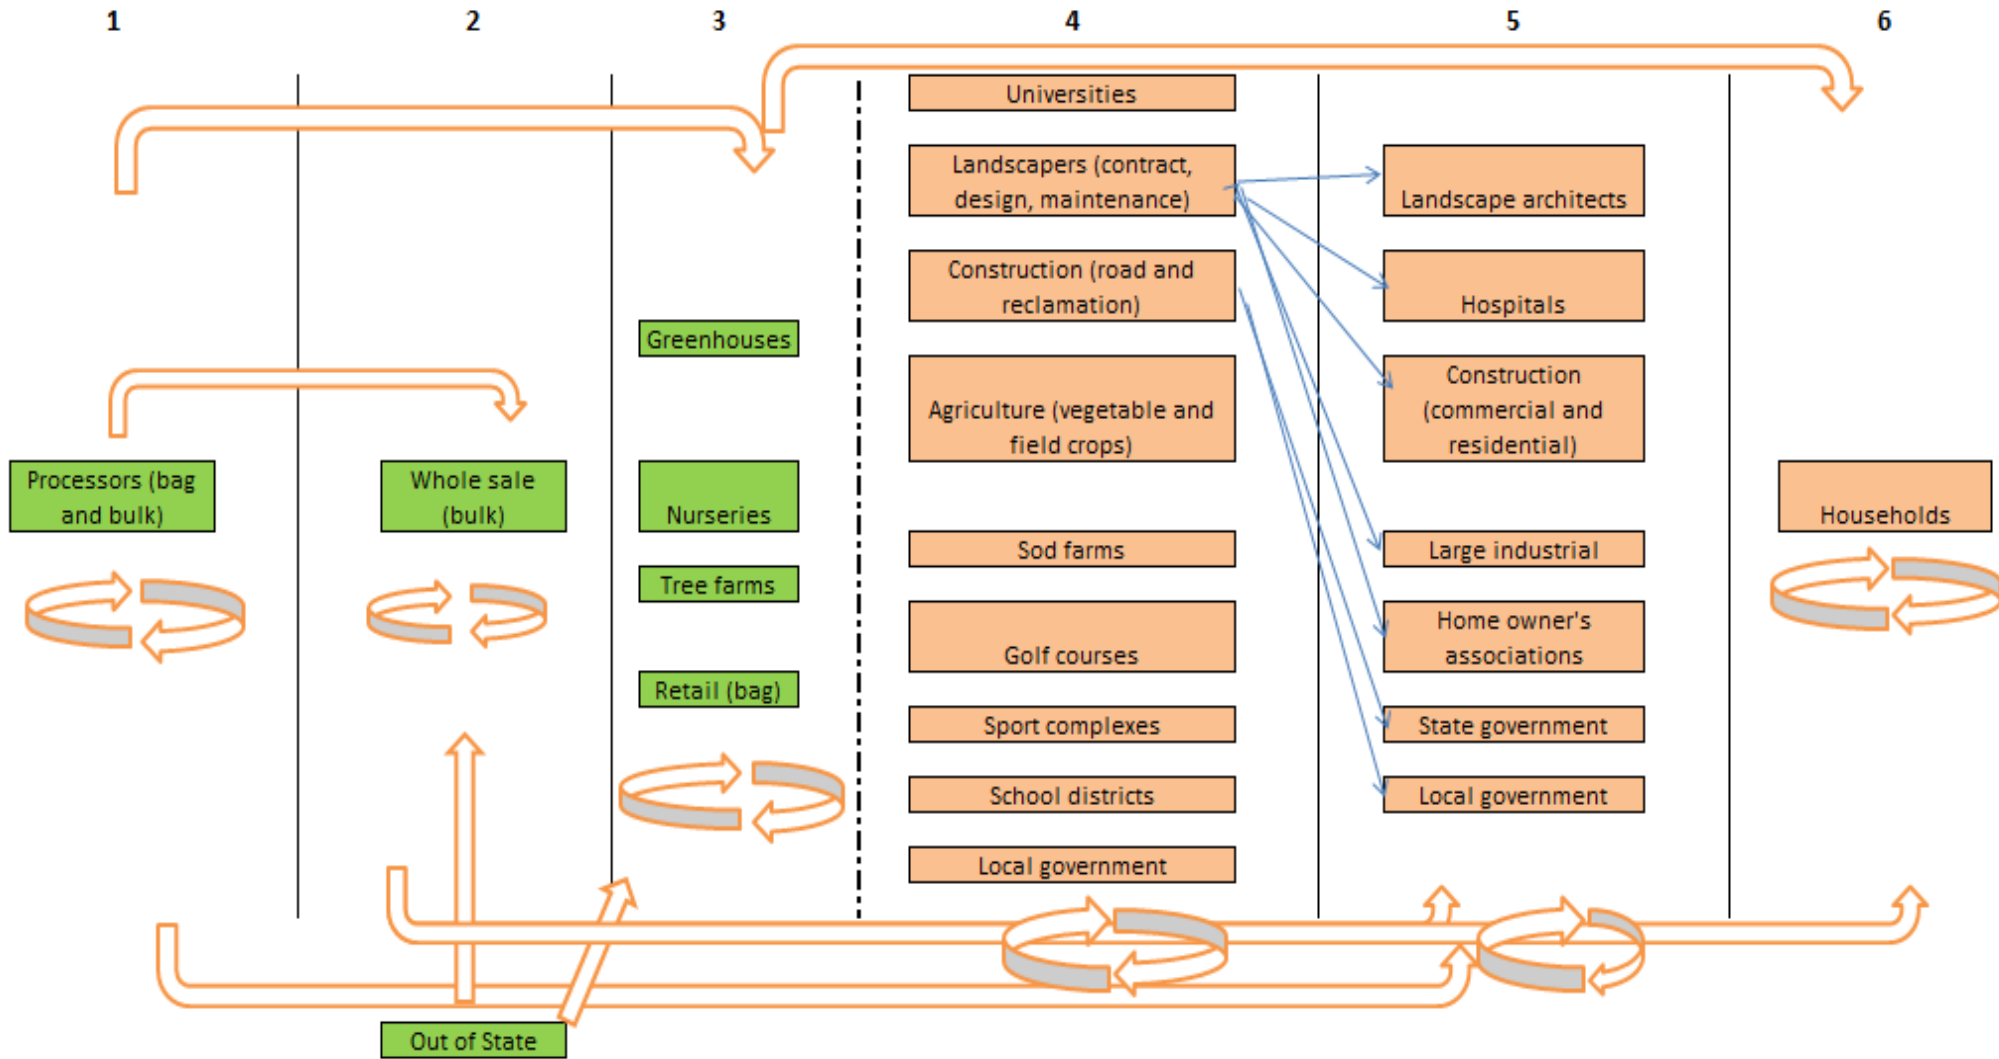 1
2
3
4
5
6
Processors (bag
and bulk)
Whole sale
(bulk)
Out of State
Greenhouses
Nurseries
Tree farms
Retail (bag)
Universities
Landscapers (contract,
design, maintenance)
Construction (road and
reclamation)
Agriculture (vegetable and
field crops)
Sod farms
Golf courses
Sport complexes
School districts
Local government
Landscape architects
Hospitals
Construction
(commercial and
residential)
Large industrial
Home owner's
associations
State government
Local government
Households